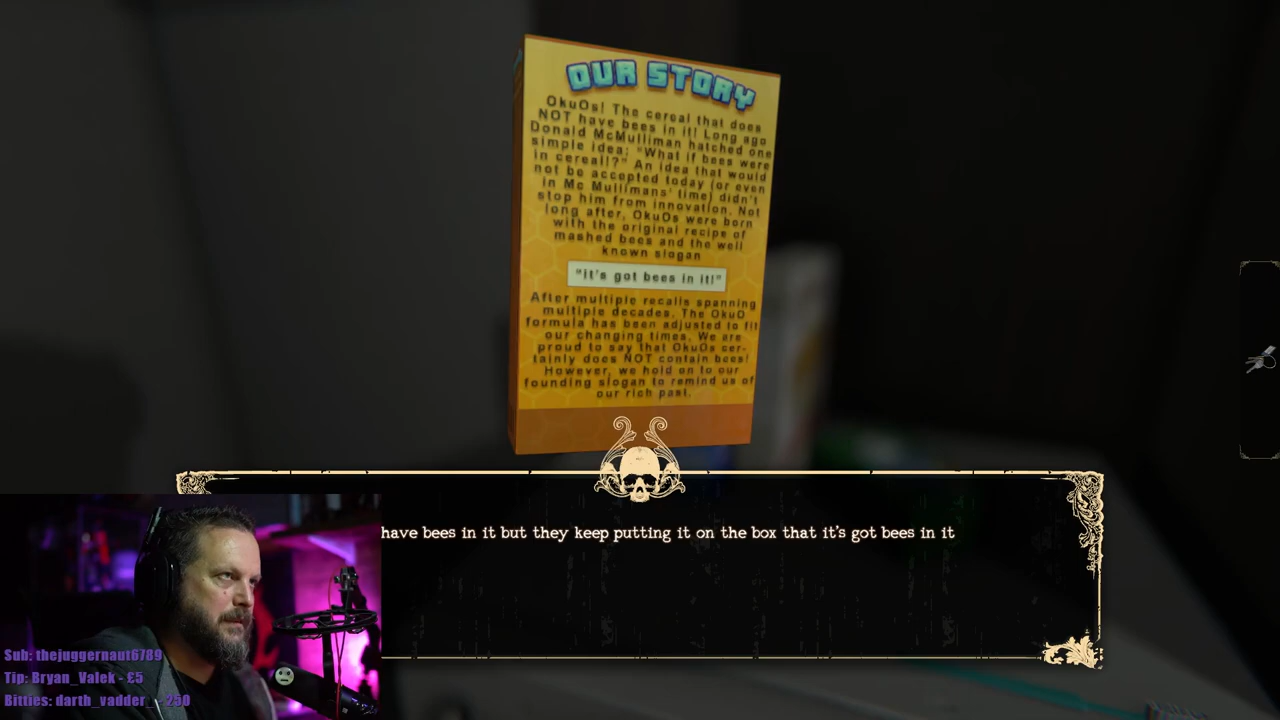 OUR STORY
OkuOs! The cereal that does
NOT have bees in it! Long ago
Donald McMulliman hatched one
simple idea; "What if bees were
in cereal!?" An idea that would
not be accepted today (or even
in Mc Mullimans' time) didn't
stop him from innovation. Not
long after, OkuOs were born
with the original recipe of
mashed bees and the well
known slogan
"it's got bees in it!"
After multiple recalls spanning
multiple decades, The OkuO
formula has been adjusted to fit
our changing times. We are
proud to say that OkuOs cer-
tainly does NOT contain bees!
However, we hold on to our
founding slogan to remind us of
our rich past.
have bees in it but they keep putting it on the box that it's got bees in it
Sub: thejuggernaut6789
Tip: Bryan_Valek - £5
Bitties: darth_vadder_ - 250